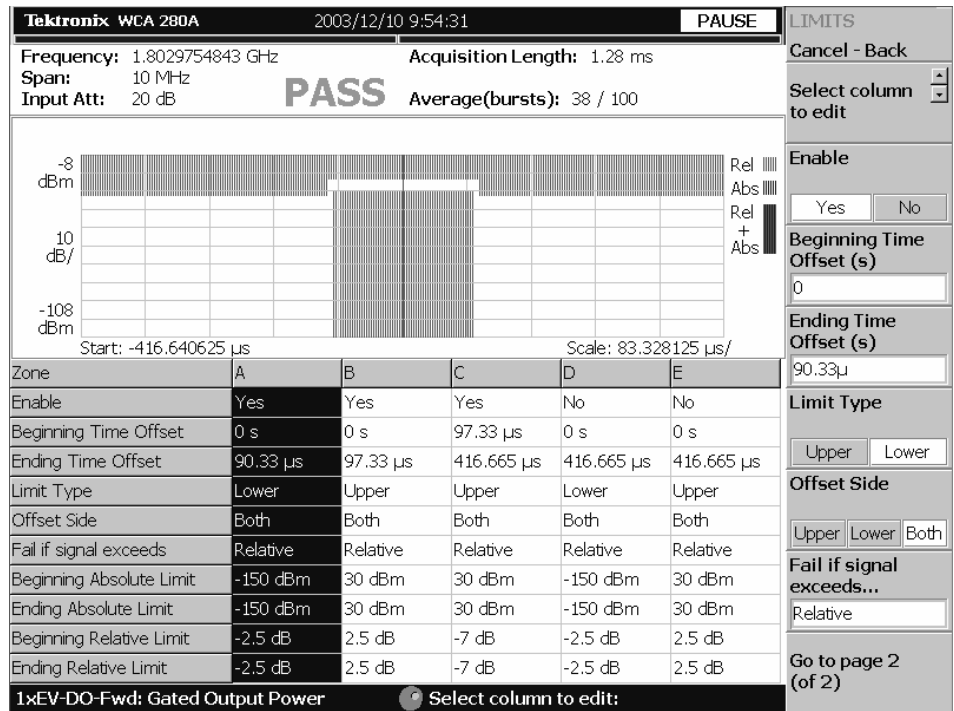 Tektronix WCA 280A 2003/12/10 9:54:31 PAUSE
Frequency: 1.8029754843 GHz Acquisition Length: 1.28 ms
Span: 10 MHz
Input Att: 20 dB PASS Average(bursts): 38 / 100
-8
dBm
10
dB/
-108
dBm
Rel
Abs
Rel
+
Abs
Start: -416.640625 µs Scale: 83.328125 µs/
Zone A B C D E
Enable Yes Yes Yes No No
Beginning Time Offset 0 s 0 s 97.33 µs 0 s 0 s
Ending Time Offset 90.33 µs 97.33 µs 416.665 µs 416.665 µs 416.665 µs
Limit Type Lower Upper Upper Lower Upper
Offset Side Both Both Both Both Both
Fail if signal exceeds Relative Relative Relative Relative Relative
Beginning Absolute Limit -150 dBm 30 dBm 30 dBm -150 dBm 30 dBm
Ending Absolute Limit -150 dBm 30 dBm 30 dBm -150 dBm 30 dBm
Beginning Relative Limit -2.5 dB 2.5 dB -7 dB -2.5 dB 2.5 dB
Ending Relative Limit -2.5 dB 2.5 dB -7 dB -2.5 dB 2.5 dB
1xEV-DO-Fwd: Gated Output Power Select column to edit:
LIMITS
Cancel - Back
Select column
to edit
Enable
Yes No
Beginning Time
Offset (s)
0
Ending Time
Offset (s)
90.33µ
Limit Type
Upper Lower
Offset Side
Upper Lower Both
Fail if signal
exceeds...
Relative
Go to page 2
(of 2)